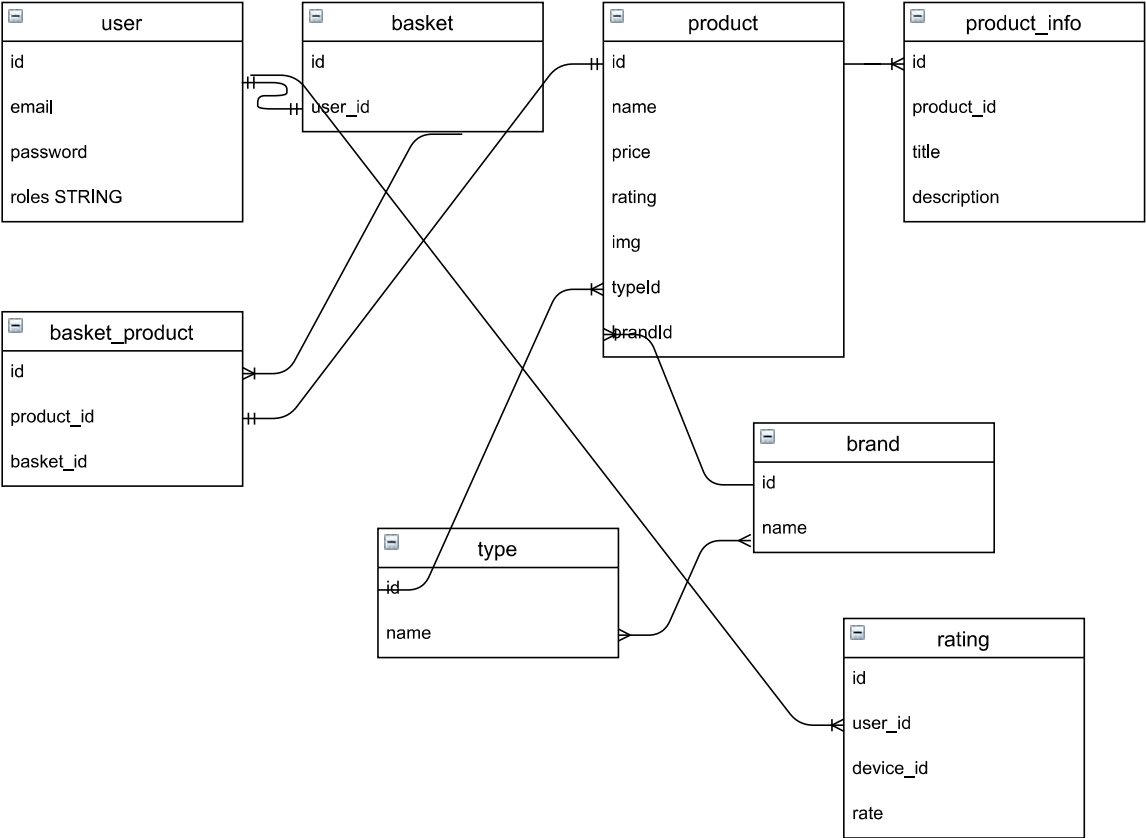 user
id
email
password
roles STRING
basket
id
user_id
product
id
name
price
rating
img
typeId
brandId
product_info
id
product_id
title
description
basket_product
id
product_id
basket_id
brand
id
name
type
id
name
rating
id
user_id
device_id
rate